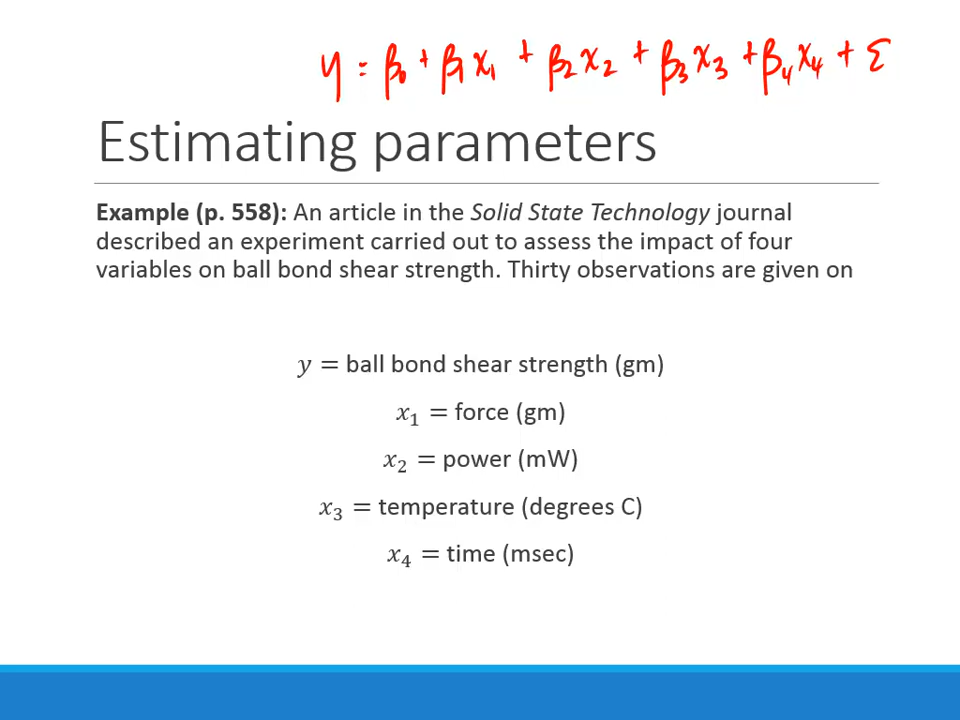 y = β₀ + β₁x₁ + β₂x₂ + β₃x₃ + β₄x₄ + Σ
Estimating parameters
Example (p. 558): An article in the Solid State Technology journal
described an experiment carried out to assess the impact of four
variables on ball bond shear strength. Thirty observations are given on
y = ball bond shear strength (gm)
x₁ = force (gm)
x₂ = power (mW)
x₃ = temperature (degrees C)
x₄ = time (msec)